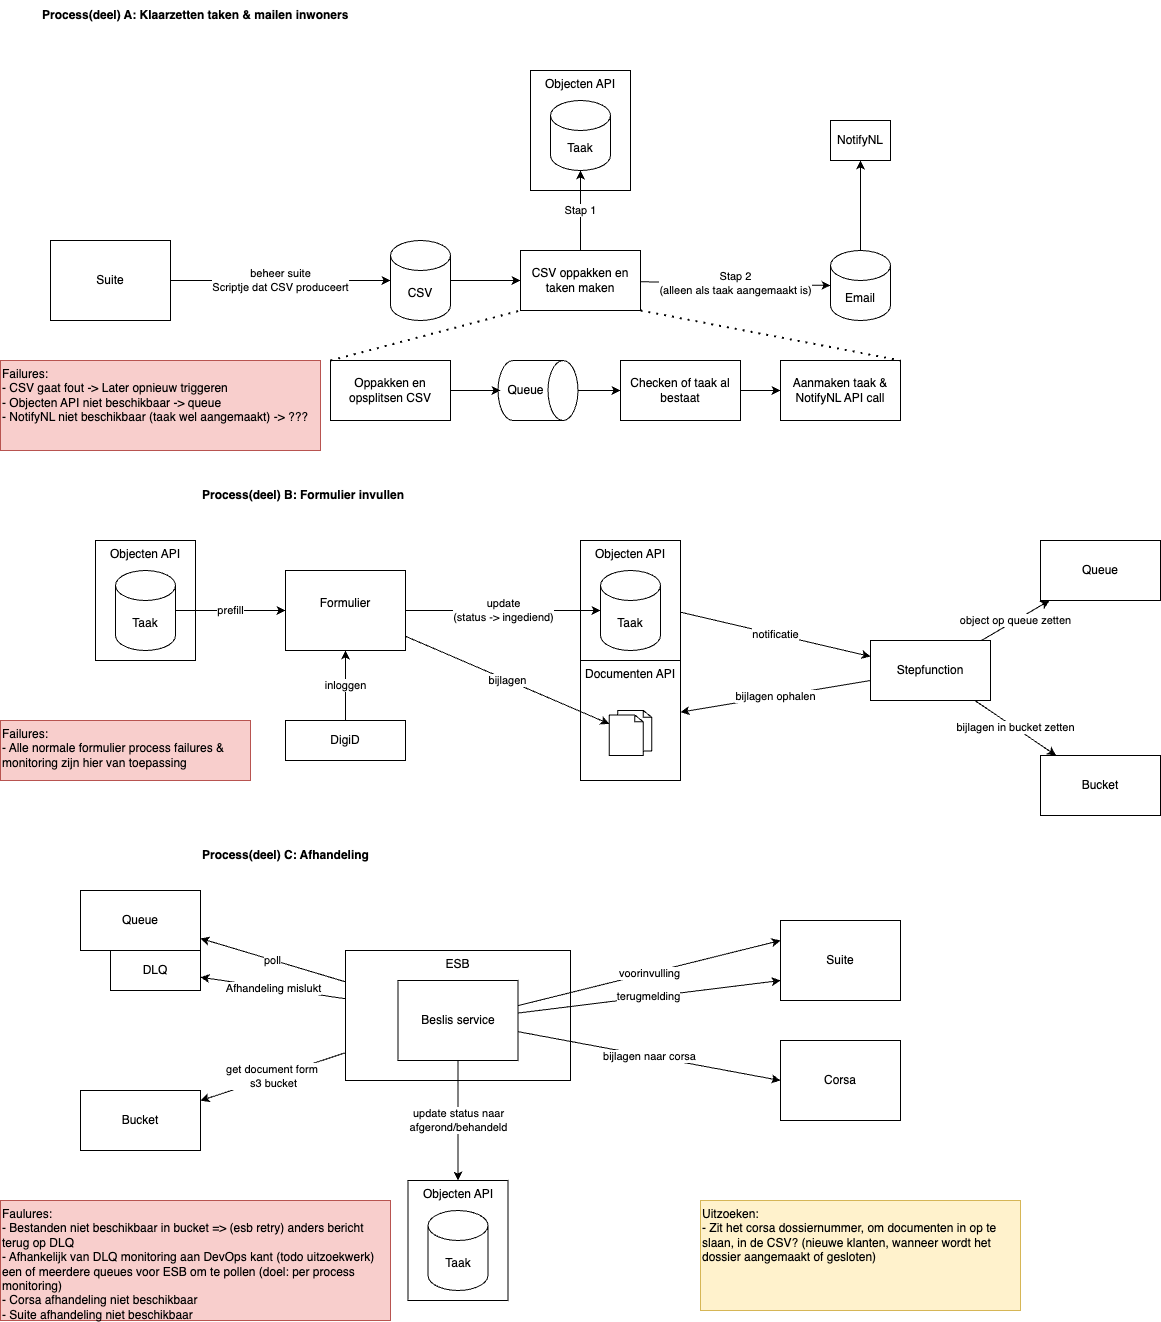 Process(deel) A: Klaarzetten taken & mailen inwoners
Objecten API
Taak
NotifyNL
Stap 1
Suite
beheer suite
Scriptje dat CSV produceert
CSV
CSV oppakken en
taken maken
Stap 2
(alleen als taak aangemaakt is)
Email
Failures:
- CSV gaat fout -> Later opnieuw triggeren
- Objecten API niet beschikbaar -> queue
- NotifyNL niet beschikbaar (taak wel aangemaakt) -> ???
Oppakken en
opsplitsen CSV
Queue
Checken of taak al
bestaat
Aanmaken taak &
NotifyNL API call
Process(deel) B: Formulier invullen
Objecten API
Taak
prefill
Formulier
inloggen
DigiD
update
(status -> ingediend)
bijlagen
Objecten API
Taak
Documenten API
notificatie
bijlagen ophalen
Stepfunction
object op queue zetten
Queue
bijlagen in bucket zetten
Bucket
Failures:
- Alle normale formulier process failures &
monitoring zijn hier van toepassing
Process(deel) C: Afhandeling
Queue
DLQ
poll
Afhandeling mislukt
ESB
Beslis service
voorinvulling
terugmelding
Suite
bijlagen naar corsa
Corsa
get document form
s3 bucket
Bucket
update status naar
afgerond/behandeld
Objecten API
Taak
Faulures:
- Bestanden niet beschikbaar in bucket => (esb retry) anders bericht
terug op DLQ
- Afhankelijk van DLQ monitoring aan DevOps kant (todo uitzoekwerk)
een of meerdere queues voor ESB om te pollen (doel: per process
monitoring)
- Corsa afhandeling niet beschikbaar
- Suite afhandeling niet beschikbaar
Uitzoeken:
- Zit het corsa dossiernummer, om documenten in op te
slaan, in de CSV? (nieuwe klanten, wanneer wordt het
dossier aangemaakt of gesloten)